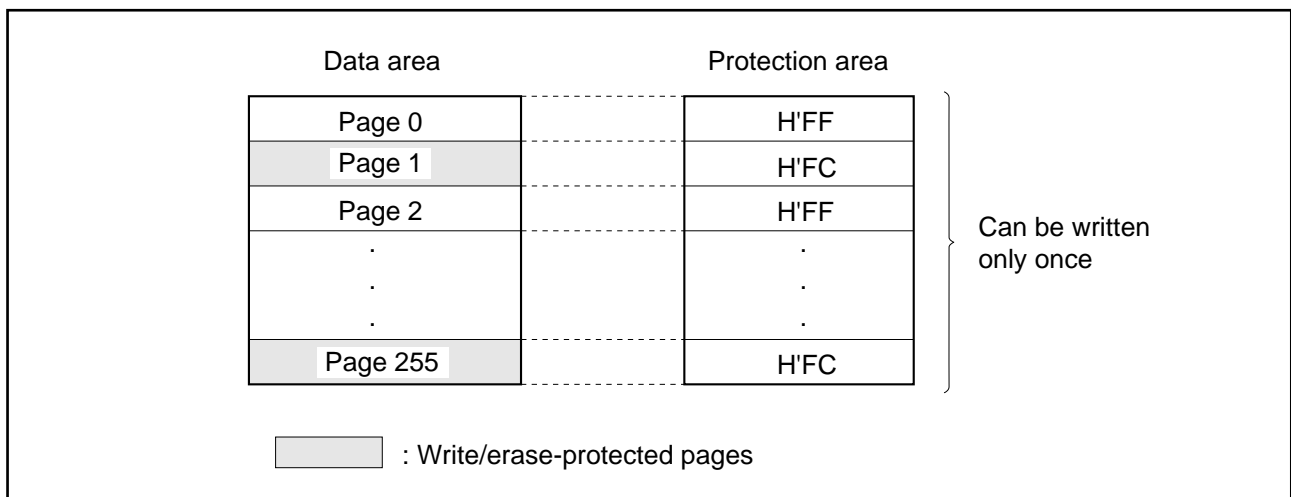 Data area Protection area
Page 0 H'FF
Page 1 H'FC
Page 2 H'FF
. .
. .
. .
Page 255 H'FC
Can be written
only once
: Write/erase-protected pages